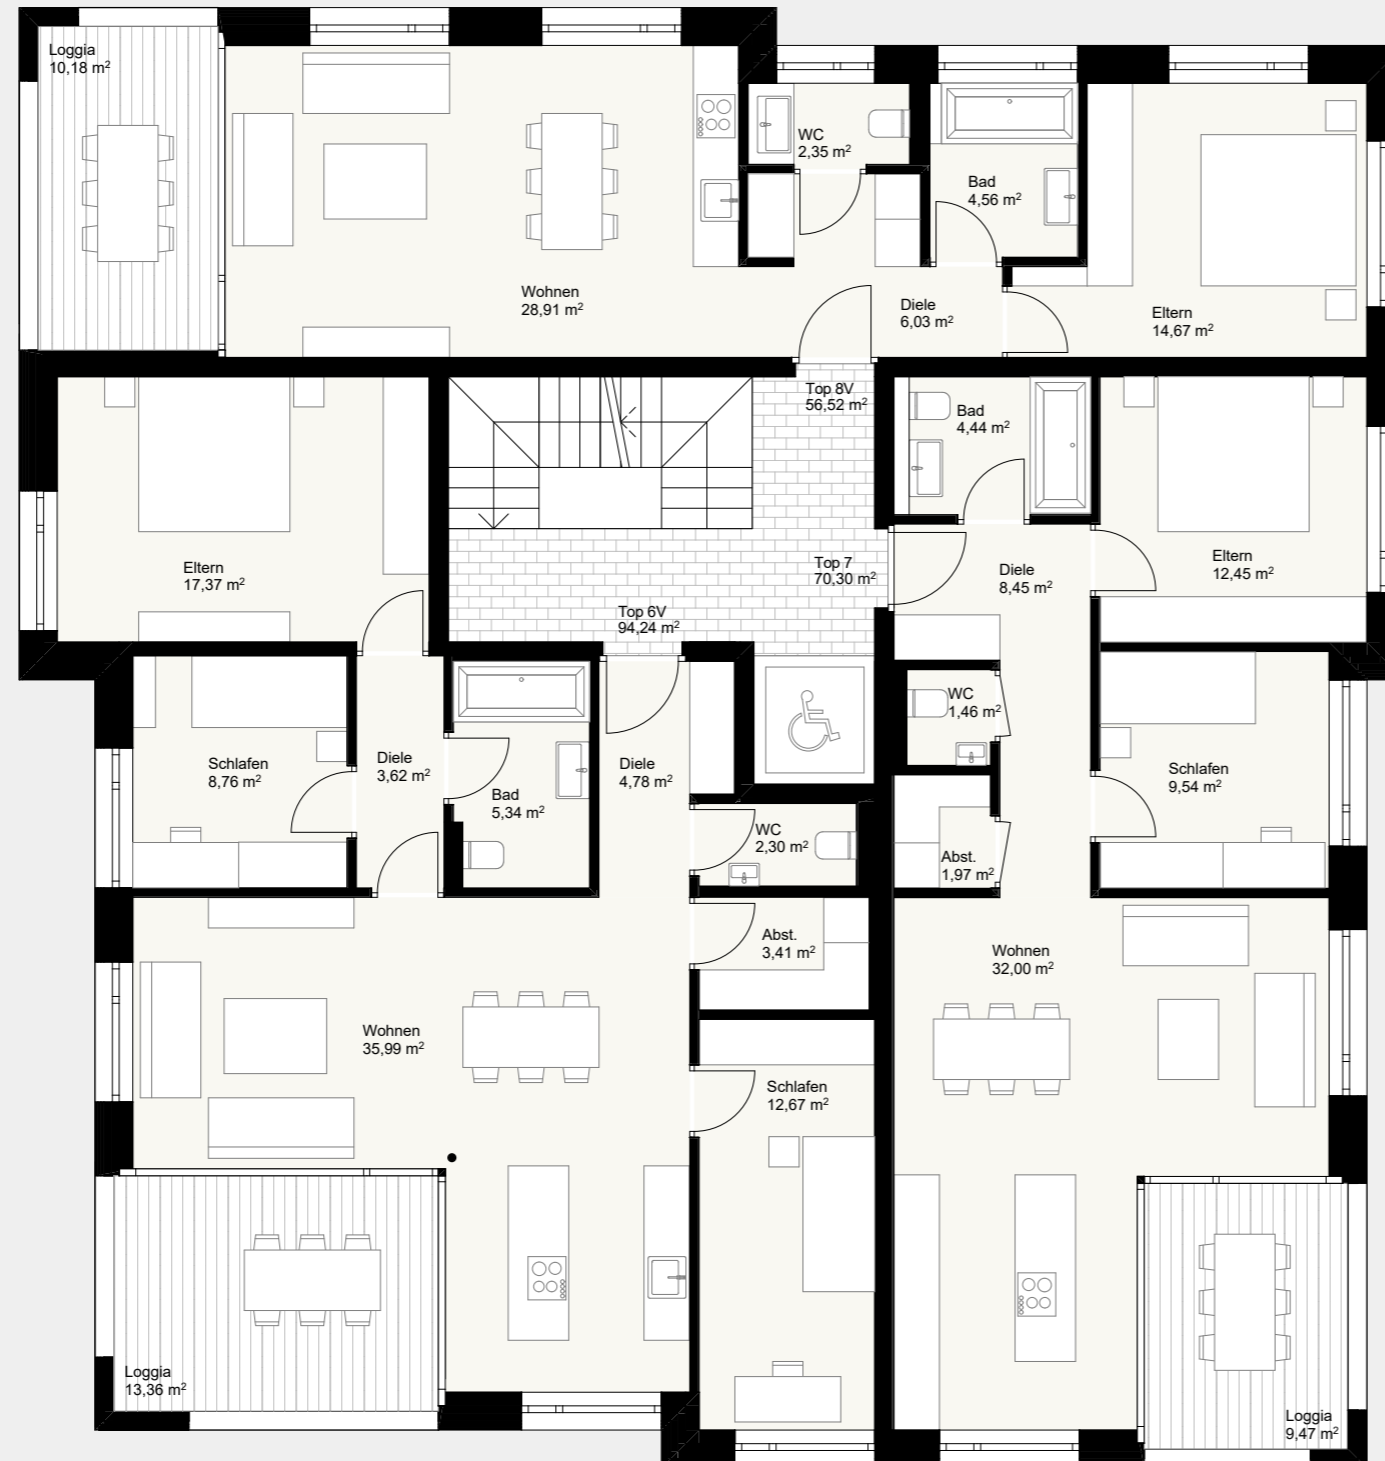 Loggia
10,18 m²
WC
2,35 m²
Bad
4,56 m²
Wohnen
28,91 m²
Diele
6,03 m²
Eltern
14,67 m²
Top 8V
56,52 m²
Bad
4,44 m²
Eltern
17,37 m²
Top 7
70,30 m²
Diele
8,45 m²
Eltern
12,45 m²
Top 6V
94,24 m²
WC
1,46 m²
Schlafen
8,76 m²
Diele
3,62 m²
Bad
5,34 m²
Diele
4,78 m²
Schlafen
9,54 m²
WC
2,30 m²
Abst.
1,97 m²
Abst.
3,41 m²
Wohnen
32,00 m²
Wohnen
35,99 m²
Schlafen
12,67 m²
Loggia
13,36 m²
Loggia
9,47 m²